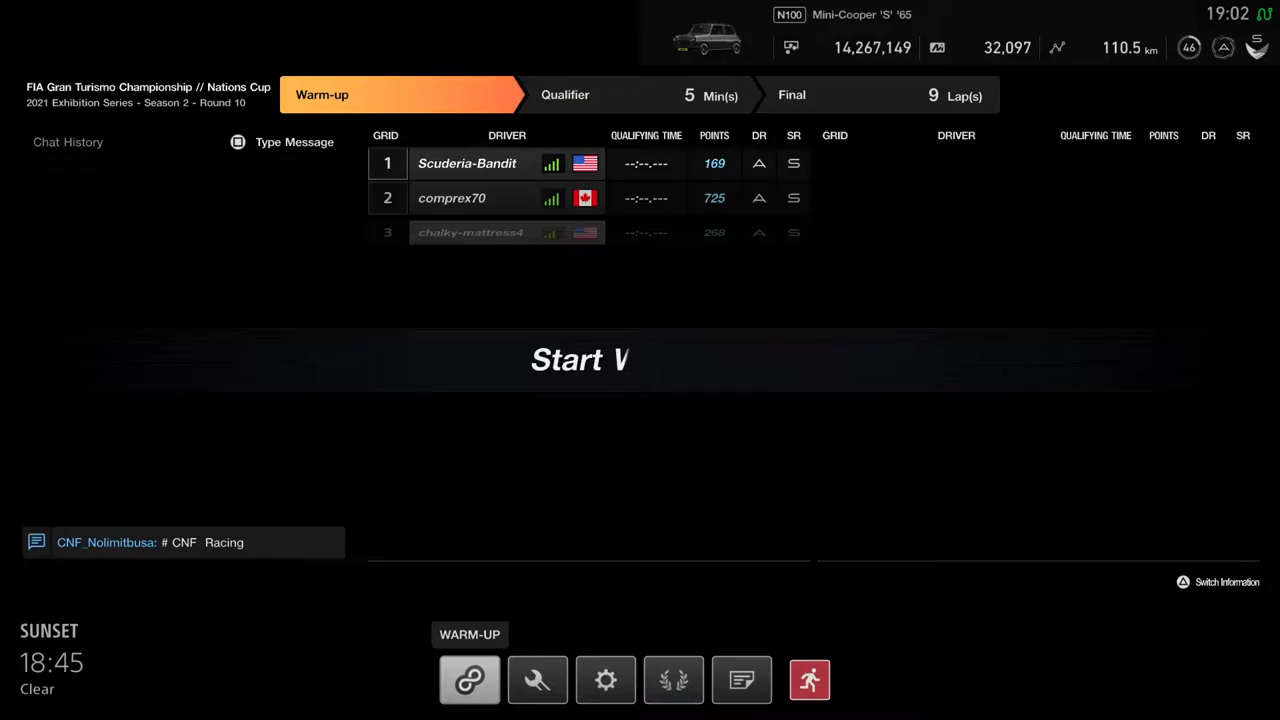 N100 Mini-Cooper 'S' '65
19:02
14,267,149
32,097
110.5 km
46
A
S
FIA Gran Turismo Championship // Nations Cup
2021 Exhibition Series - Season 2 - Round 10
Warm-up
Qualifier 5 Min(s)
Final 9 Lap(s)
Chat History
Type Message
GRID DRIVER QUALIFYING TIME POINTS DR SR GRID DRIVER QUALIFYING TIME POINTS DR SR
1 Scuderia-Bandit --:--.--- 169 A S
2 comprex70 --:--.--- 725 A S
3 chalky-mattress4 --:--.--- 268 A S
Start W
CNF_Nolimitbusa: # CNF Racing
Switch Information
SUNSET
18:45
Clear
WARM-UP